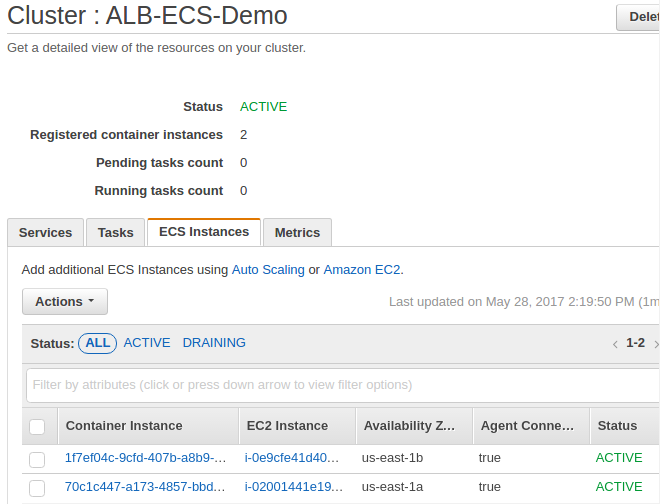 Cluster : ALB-ECS-Demo
Delet
Get a detailed view of the resources on your cluster.
Status ACTIVE
Registered container instances 2
Pending tasks count 0
Running tasks count 0
Services Tasks ECS Instances Metrics
Add additional ECS Instances using Auto Scaling or Amazon EC2.
Actions Last updated on May 28, 2017 2:19:50 PM (1m
Status: ALL ACTIVE DRAINING < 1-2 >
Filter by attributes (click or press down arrow to view filter options)
Container Instance EC2 Instance Availability Z... Agent Conne... Status
1f7ef04c-9cfd-407b-a8b9-... i-0e9cfe41d40... us-east-1b true ACTIVE
70c1c447-a173-4857-bbd... i-02001441e19... us-east-1a true ACTIVE